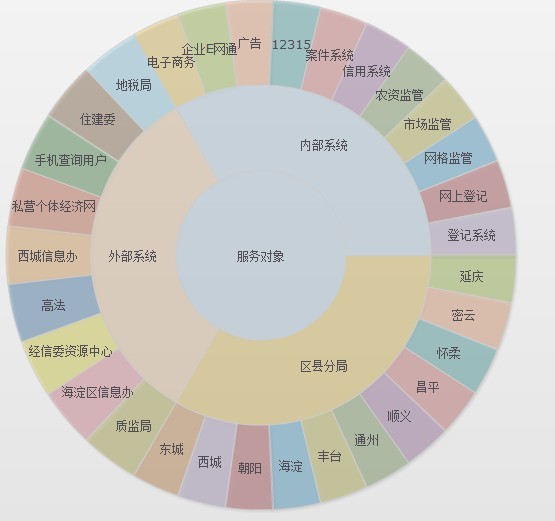 服务对象
内部系统
外部系统
区县分局
企业E网通
广告
12315
案件系统
信用系统
农资监管
市场监管
网格监管
网上登记
登记系统
延庆
密云
怀柔
昌平
顺义
通州
丰台
海淀
朝阳
西城
东城
质监局
海淀区信息办
经信委资源中心
高法
西城信息办
私营个体经济网
手机查询用户
住建委
地税局
电子商务